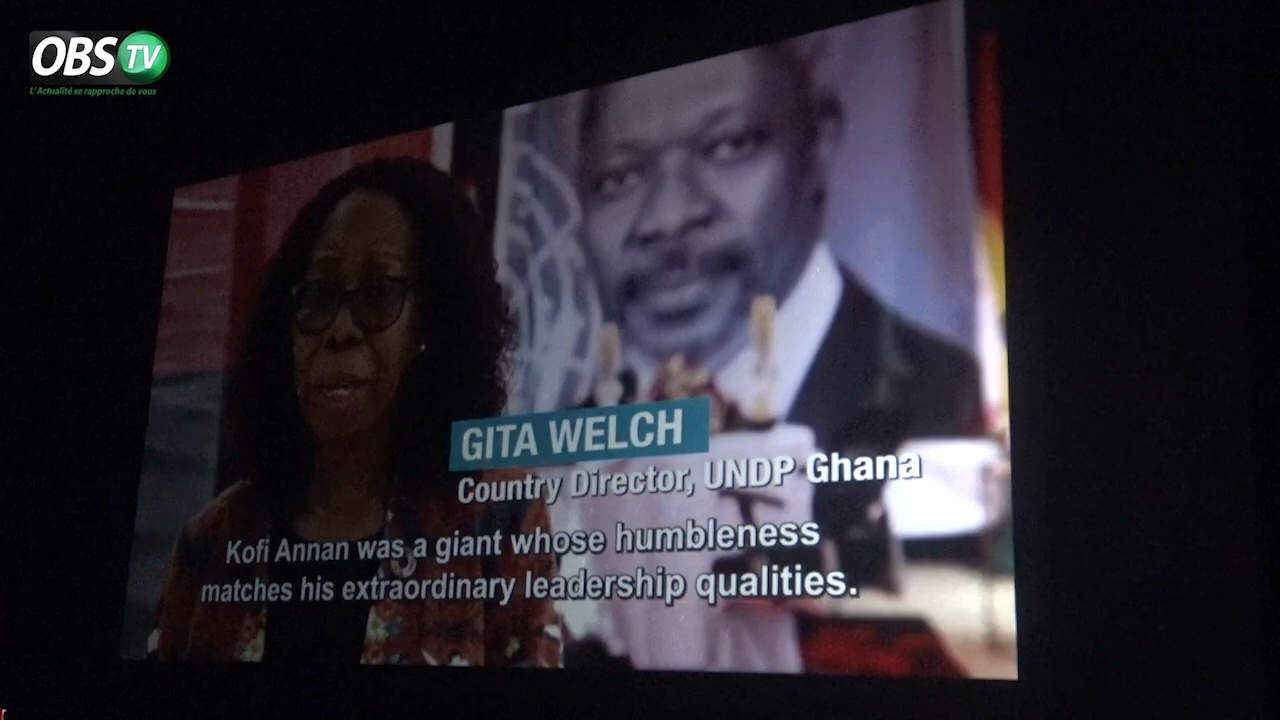 OBS TV
L'Actualité se rapproche de vous
GITA WELCH
Country Director, UNDP Ghana
Kofi Annan was a giant whose humbleness
matches his extraordinary leadership qualities.